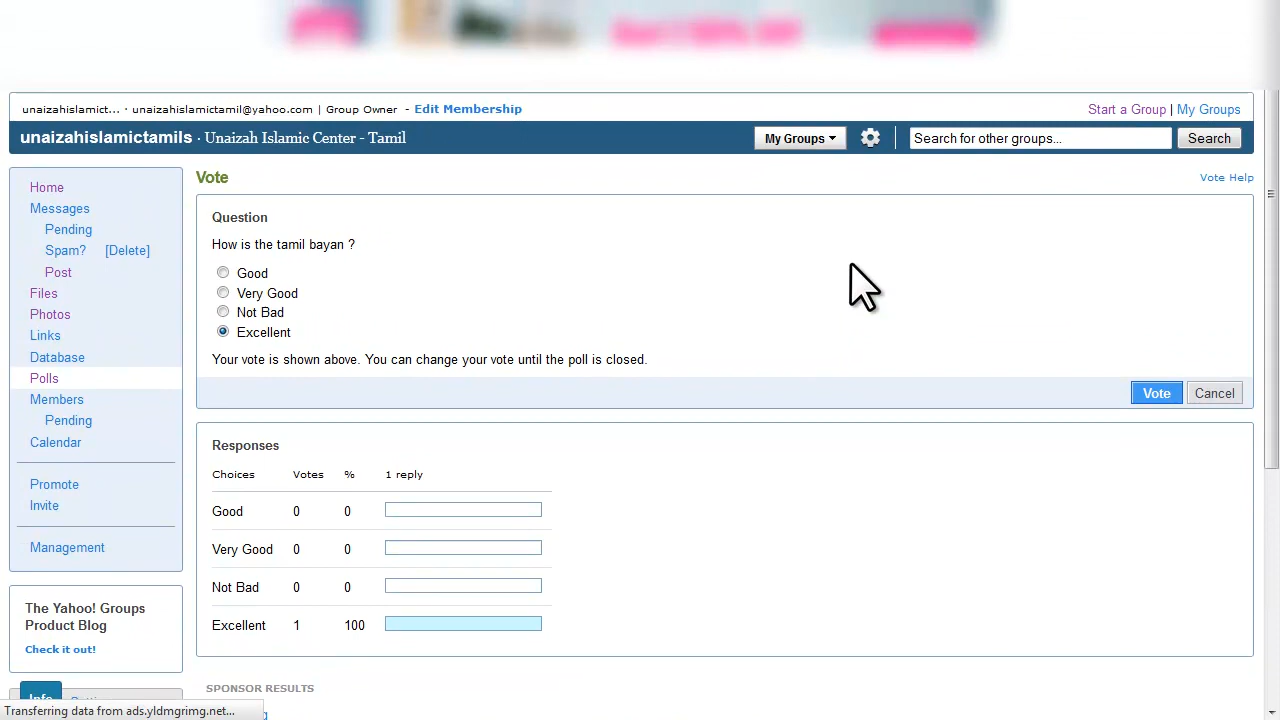 unaizahislamict... · unaizahislamictamil@yahoo.com | Group Owner - Edit Membership
Start a Group | My Groups
unaizahislamictamils · Unaizah Islamic Center - Tamil
My Groups
Search for other groups...
Search
Home
Messages
Pending
Spam? [Delete]
Post
Files
Photos
Links
Database
Polls
Members
Pending
Calendar
Promote
Invite
Management
The Yahoo! Groups
Product Blog
Check it out!
Info
Vote
Vote Help
Question
How is the tamil bayan ?
Good
Very Good
Not Bad
Excellent
Your vote is shown above. You can change your vote until the poll is closed.
Vote
Cancel
Responses
Choices Votes % 1 reply
Good 0 0
Very Good 0 0
Not Bad 0 0
Excellent 1 100
SPONSOR RESULTS
Transferring data from ads.yldmgrimg.net...